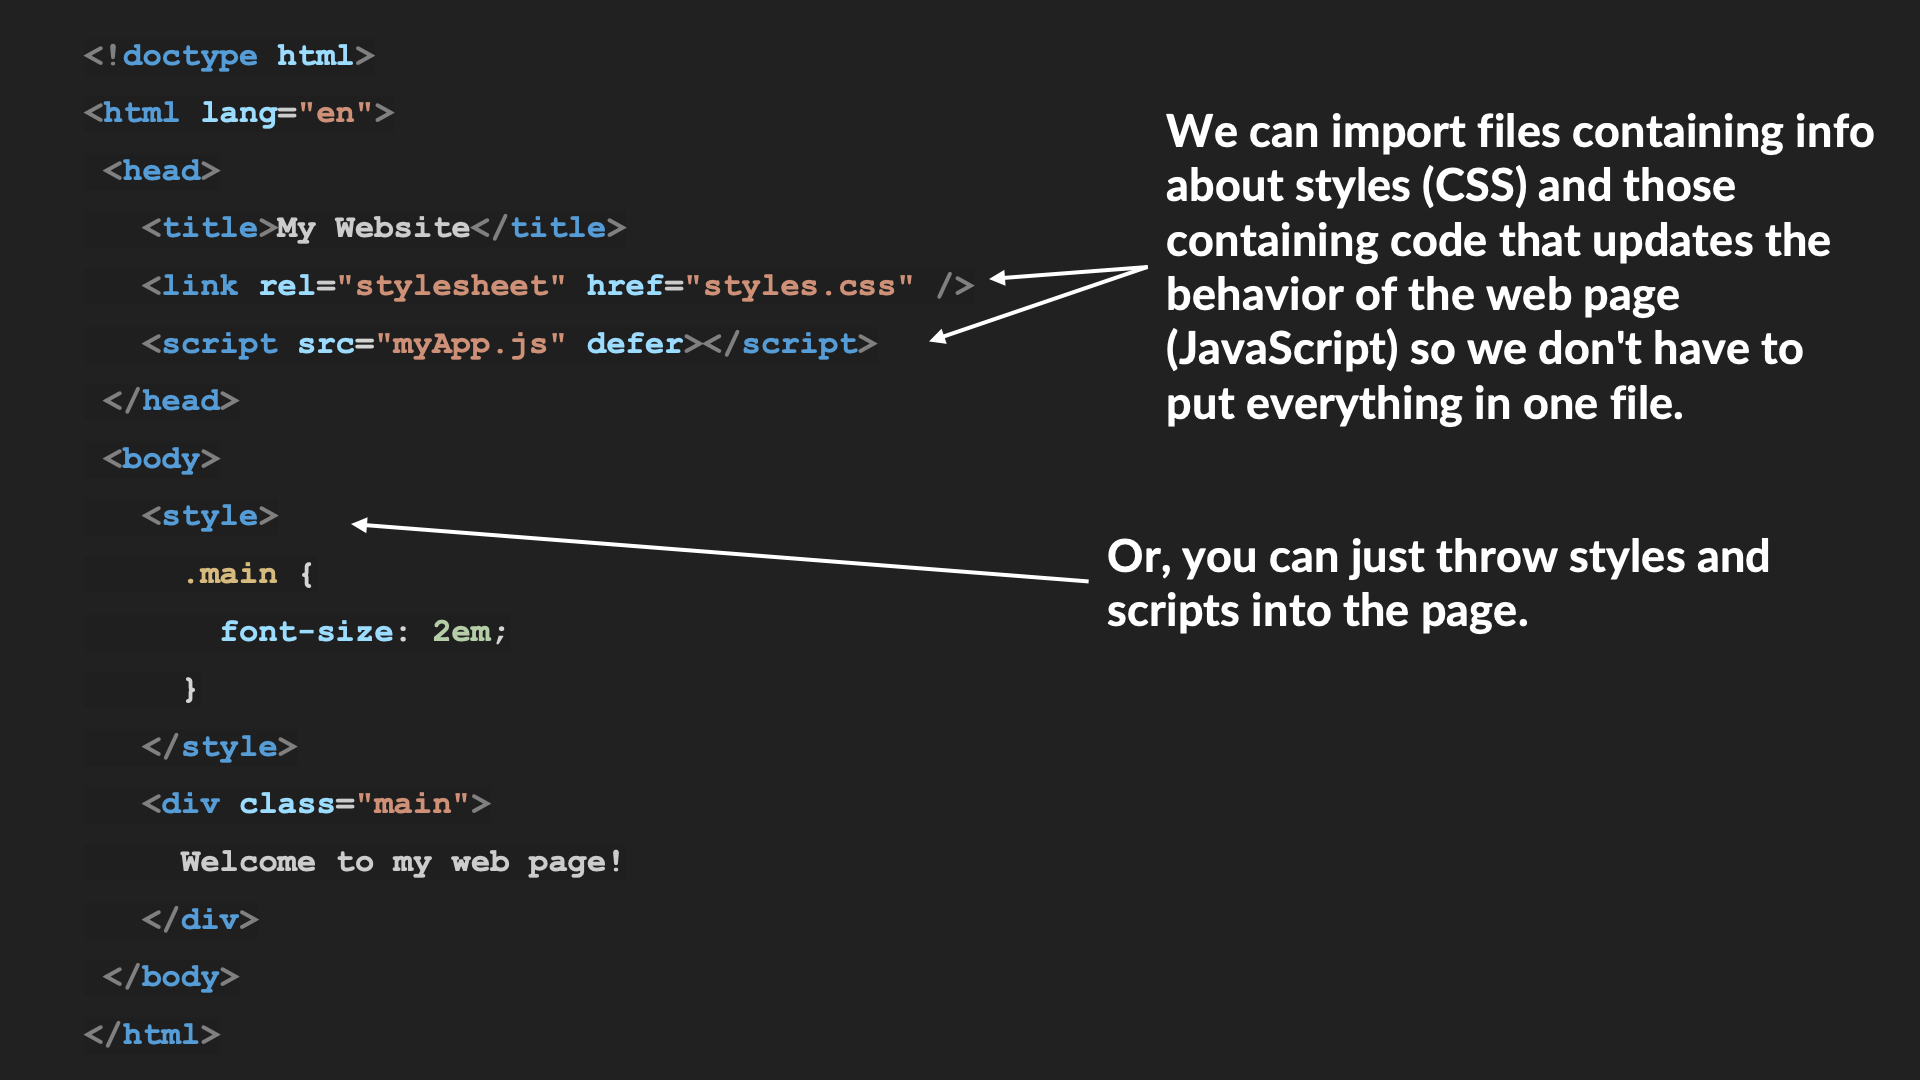 <!doctype html>
<html lang="en">
<head>
<title>My Website</title>
<link rel="stylesheet" href="styles.css" />
<script src="myApp.js" defer></script>
</head>
<body>
<style>
.main {
font-size: 2em;
}
</style>
<div class="main">
Welcome to my web page!
</div>
</body>
</html>
We can import files containing info
about styles (CSS) and those
containing code that updates the
behavior of the web page
(JavaScript) so we don't have to
put everything in one file.
Or, you can just throw styles and
scripts into the page.